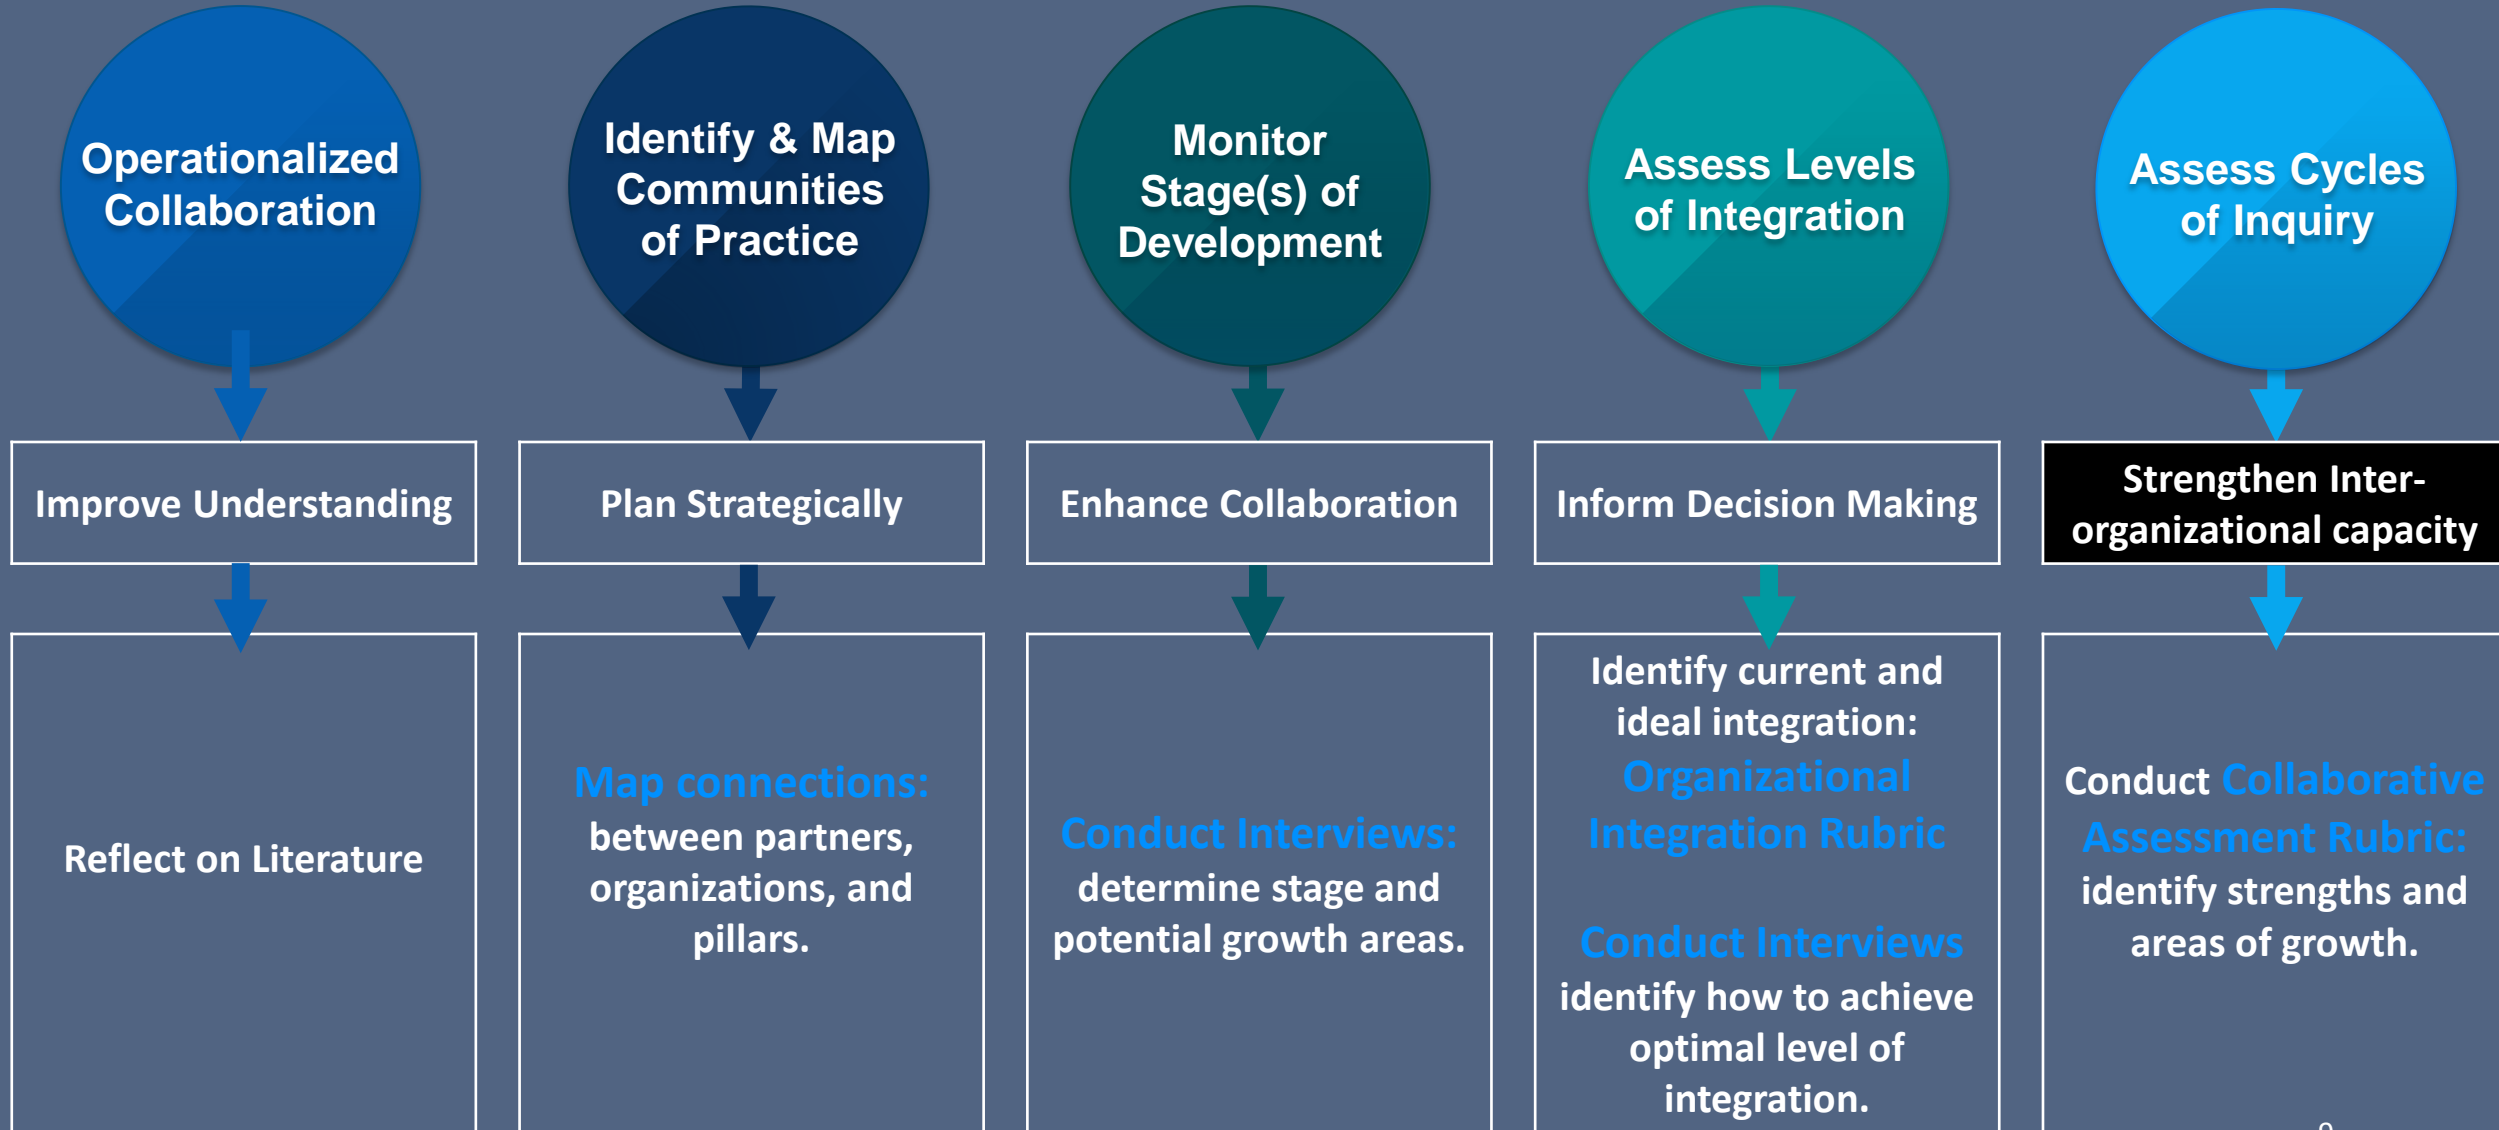 Operationalized
Collaboration
Identify & Map
Communities
of Practice
Monitor
Stage(s) of
Development
Assess Levels
of Integration
Assess Cycles
of Inquiry
Improve Understanding
Plan Strategically
Enhance Collaboration
Inform Decision Making
Strengthen Inter-
organizational capacity
Reflect on Literature
Map connections:
between partners,
organizations, and
pillars.
Conduct Interviews:
determine stage and
potential growth areas.
Identify current and
ideal integration:
Organizational
Integration Rubric
Conduct Interviews
identify how to achieve
optimal level of
integration.
Conduct Collaborative
Assessment Rubric:
identify strengths and
areas of growth.